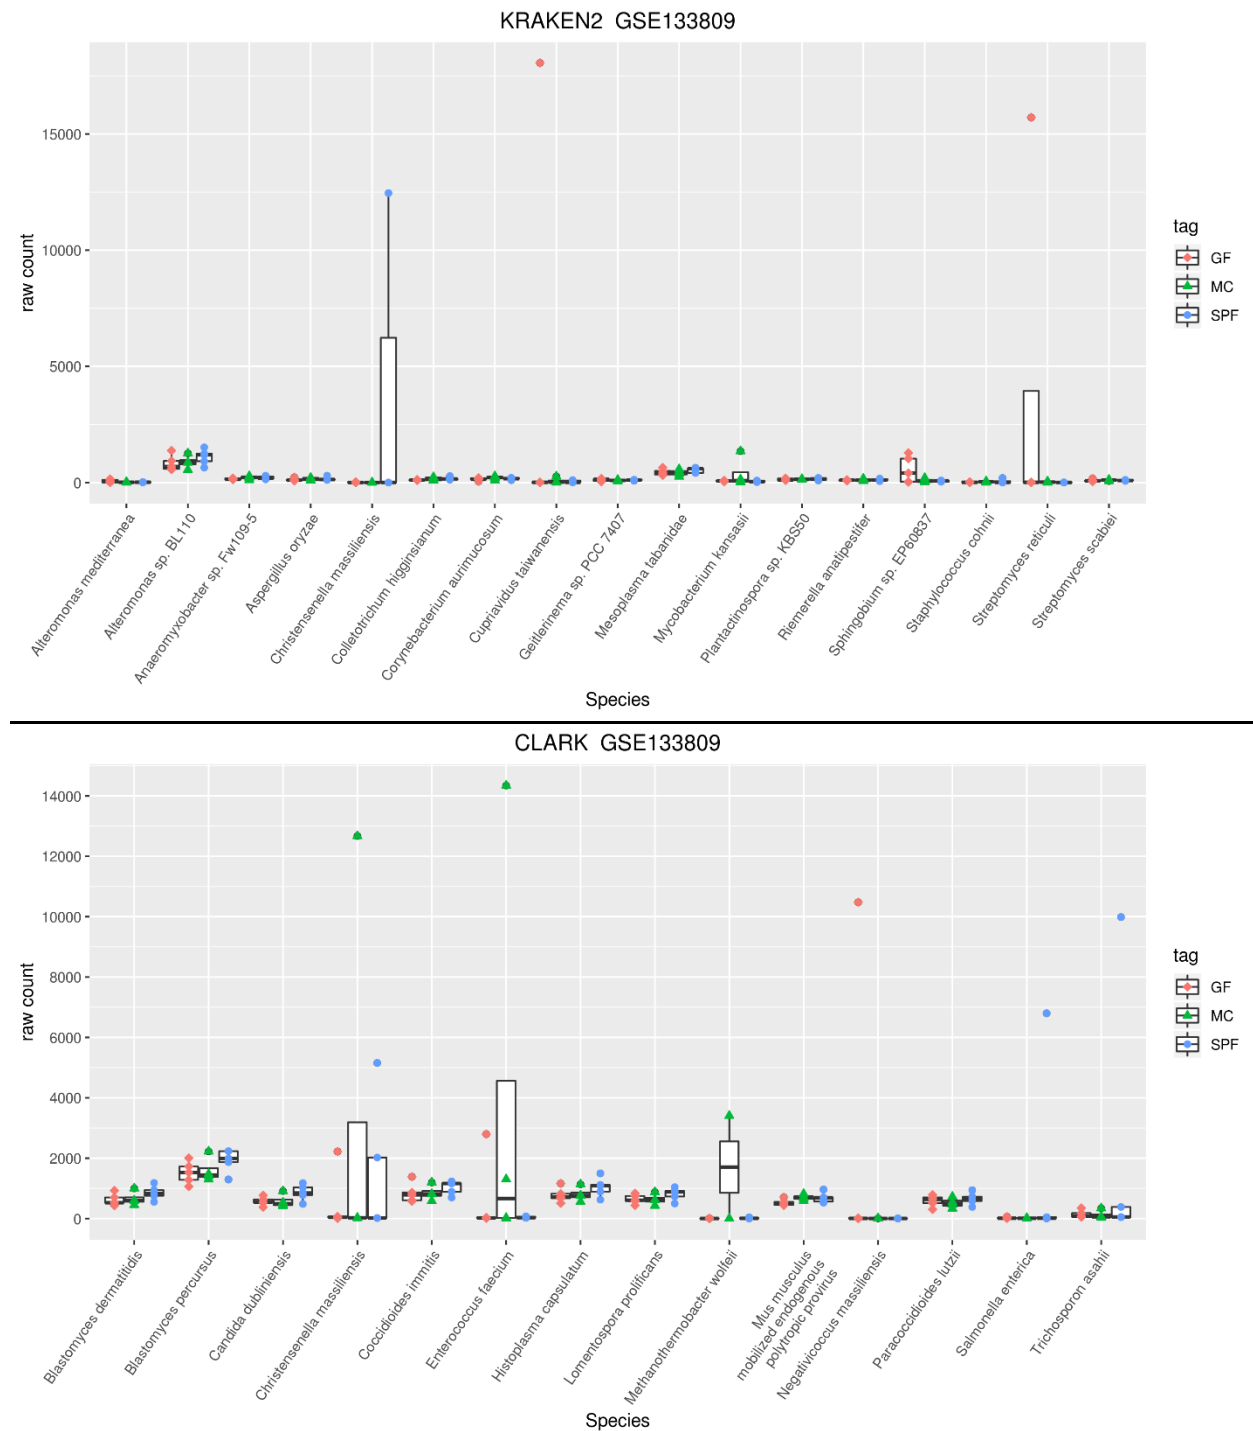 KRAKEN2 GSE133809
raw count
15000
10000
5000
0
Alteromonas mediterranea
Alteromonas sp. BL110
Anaeromyxobacter sp. Fw109-5
Aspergillus oryzae
Christensenella massiliensis
Colletotrichum higginsianum
Corynebacterium aurimucosum
Cupriavidus taiwanensis
Geitlerinema sp. PCC 7407
Mesoplasma tabanidae
Mycobacterium kansasii
Plantactinospora sp. KBS50
Riemerella anatipestifer
Sphingobium sp. EP60837
Staphylococcus cohnii
Streptomyces reticuli
Streptomyces scabiei
Species
tag
GF
MC
SPF
CLARK GSE133809
raw count
14000
12000
10000
8000
6000
4000
2000
0
Blastomyces dermatitidis
Blastomyces percursus
Candida dubliniensis
Christensenella massiliensis
Coccidioides immitis
Enterococcus faecium
Histoplasma capsulatum
Lomentospora prolificans
Methanothermobacter wolfeii
Mus musculus
mobilized endogenous
polytropic provirus
Negativicoccus massiliensis
Paracoccidioides lutzii
Salmonella enterica
Trichosporon asahii
Species
tag
GF
MC
SPF